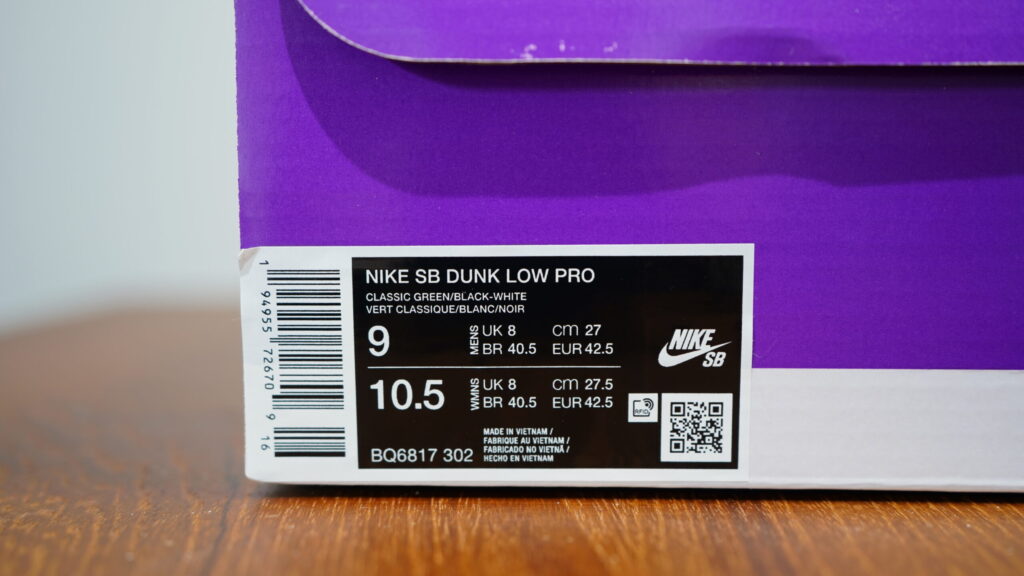 1 94955 72670 9 16
NIKE SB DUNK LOW PRO
CLASSIC GREEN/BLACK-WHITE
VERT CLASSIQUE/BLANC/NOIR
9 MENS UK 8 cm 27
BR 40.5 EUR 42.5
10.5 WMNS UK 8 cm 27.5
BR 40.5 EUR 42.5
NIKE
SB
RFID
MADE IN VIETNAM /
FABRIQUE AU VIETNAM /
FABRICADO NO VIETNÃ /
HECHO EN VIETNAM
BQ6817 302